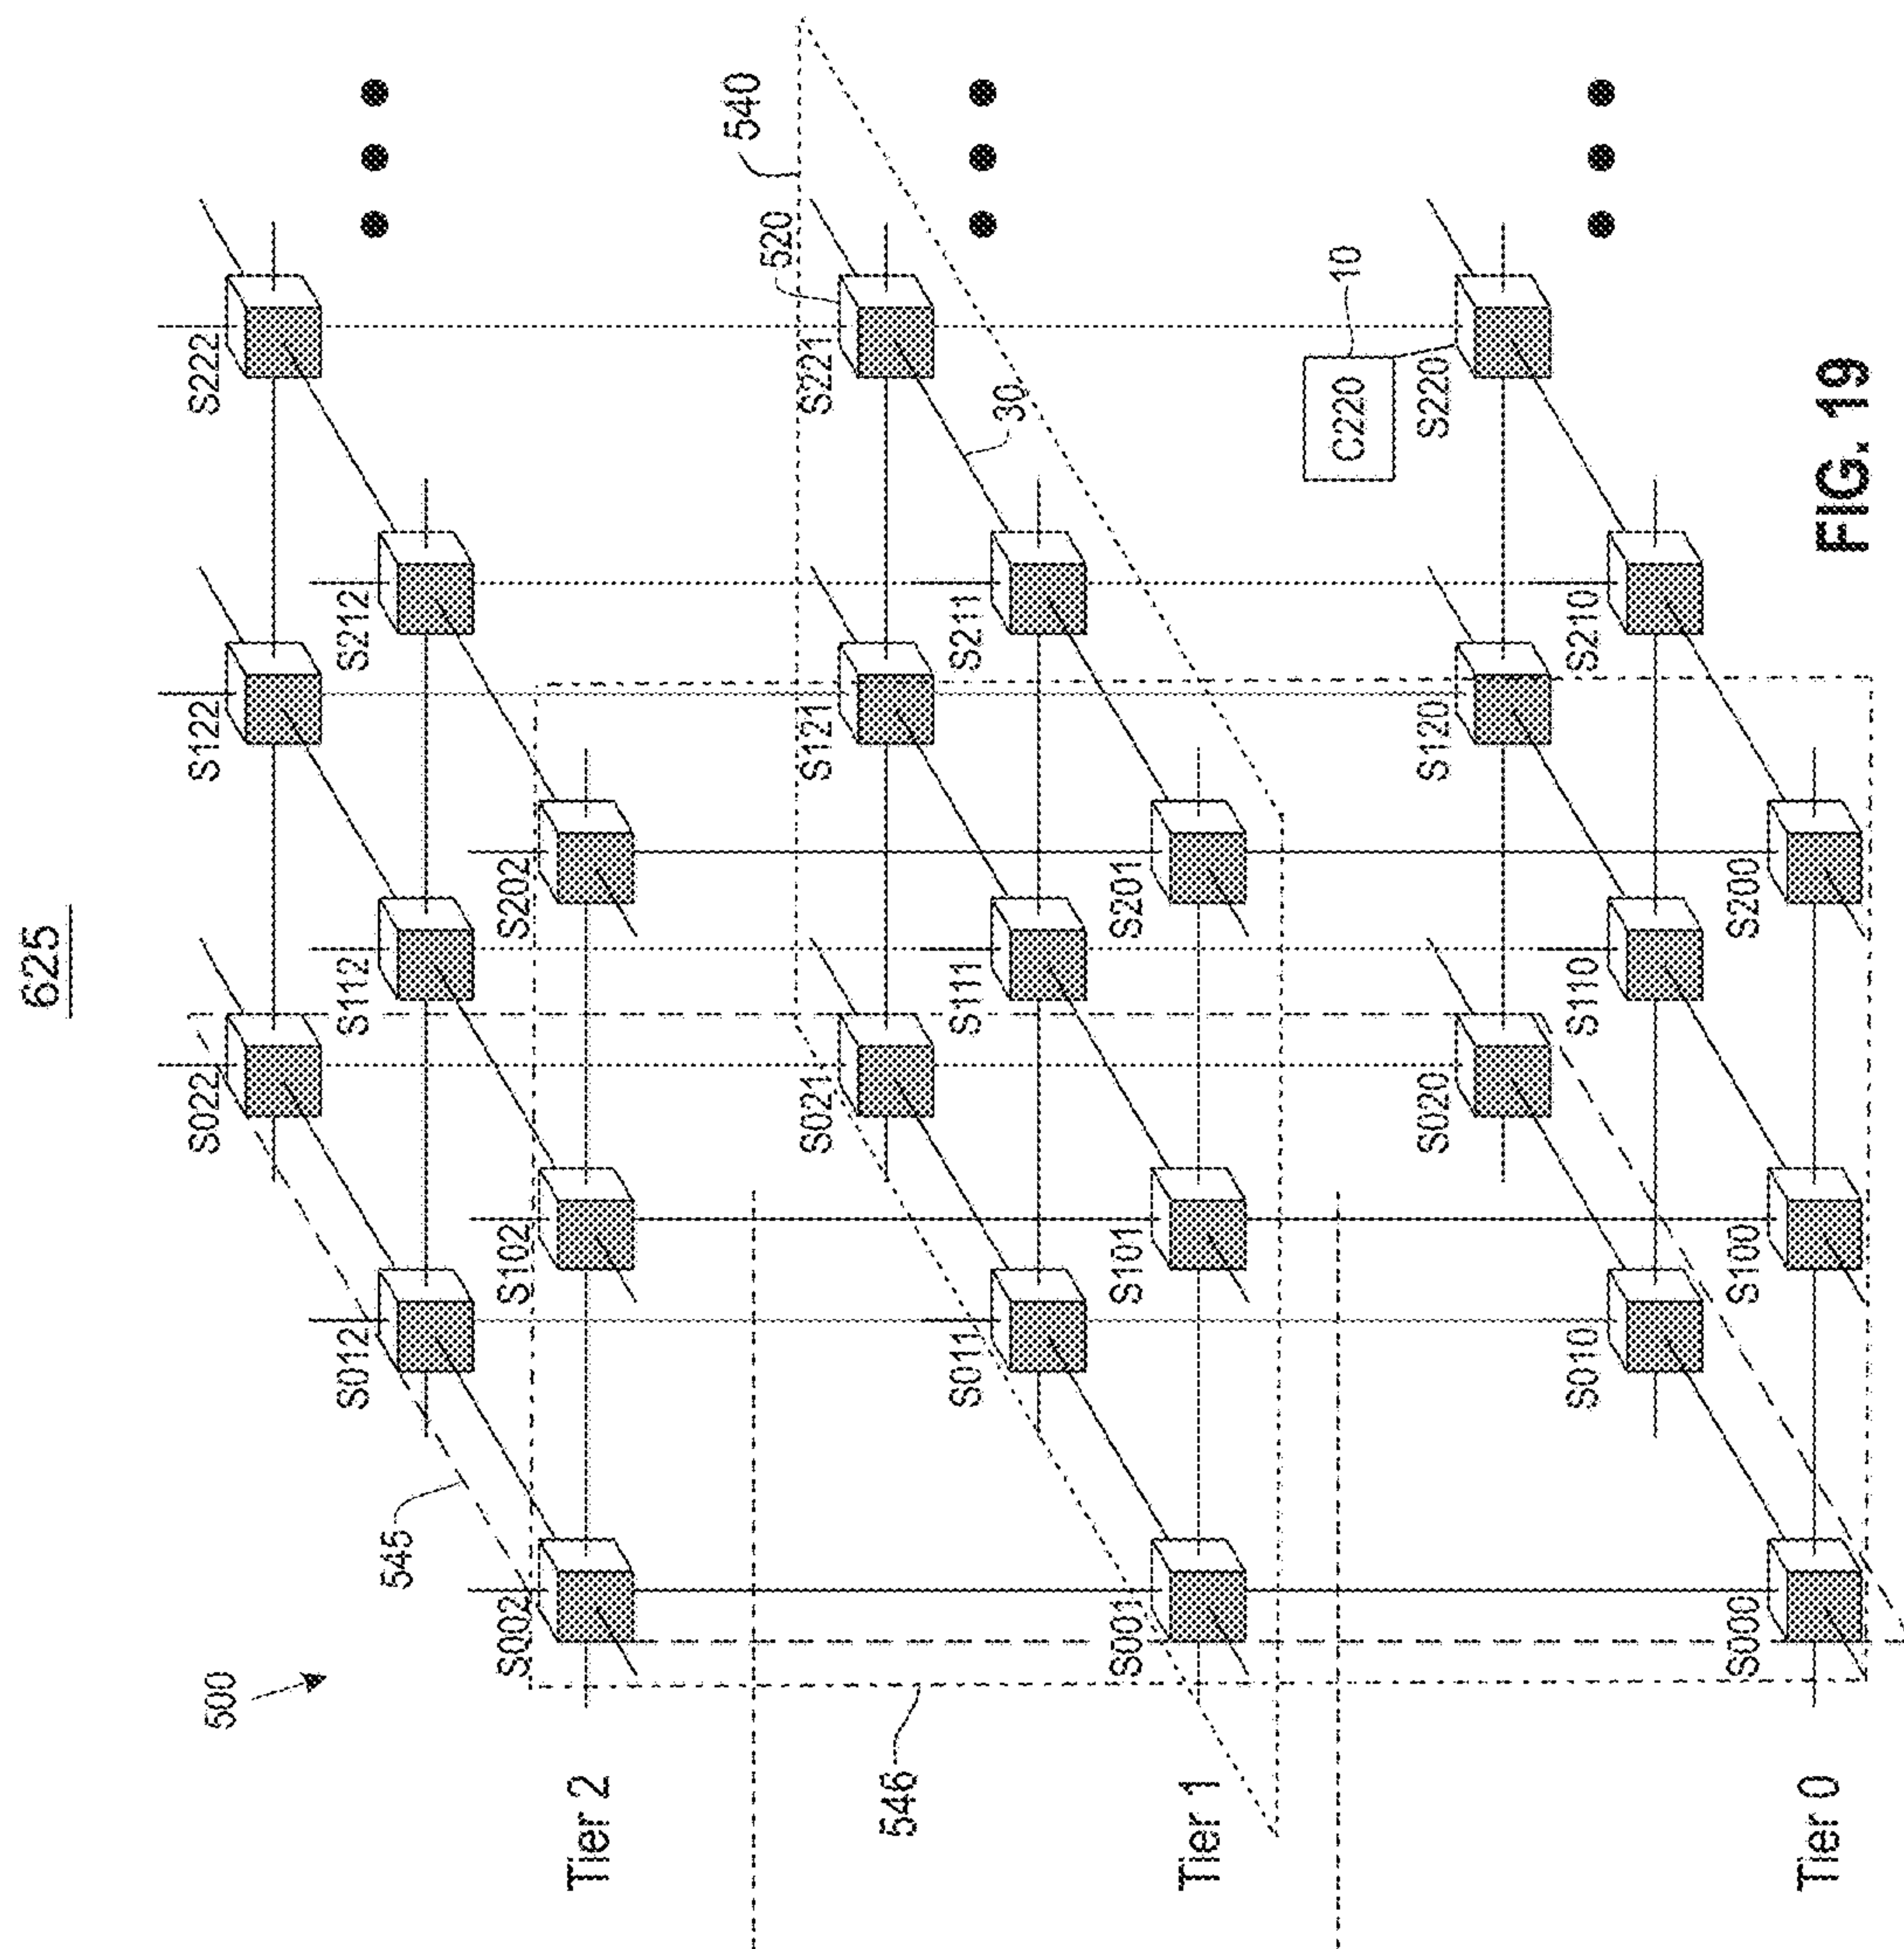 625
500
545
540
520
546
30
10
Tier 2
S022
S122
S222
S012
S112
S212
S002
S102
S202
Tier 1
S021
S121
S221
S011
S111
S211
S001
S101
S201
Tier 0
C220
S020
S120
S220
S010
S110
S210
S000
S100
S200
FIG. 19